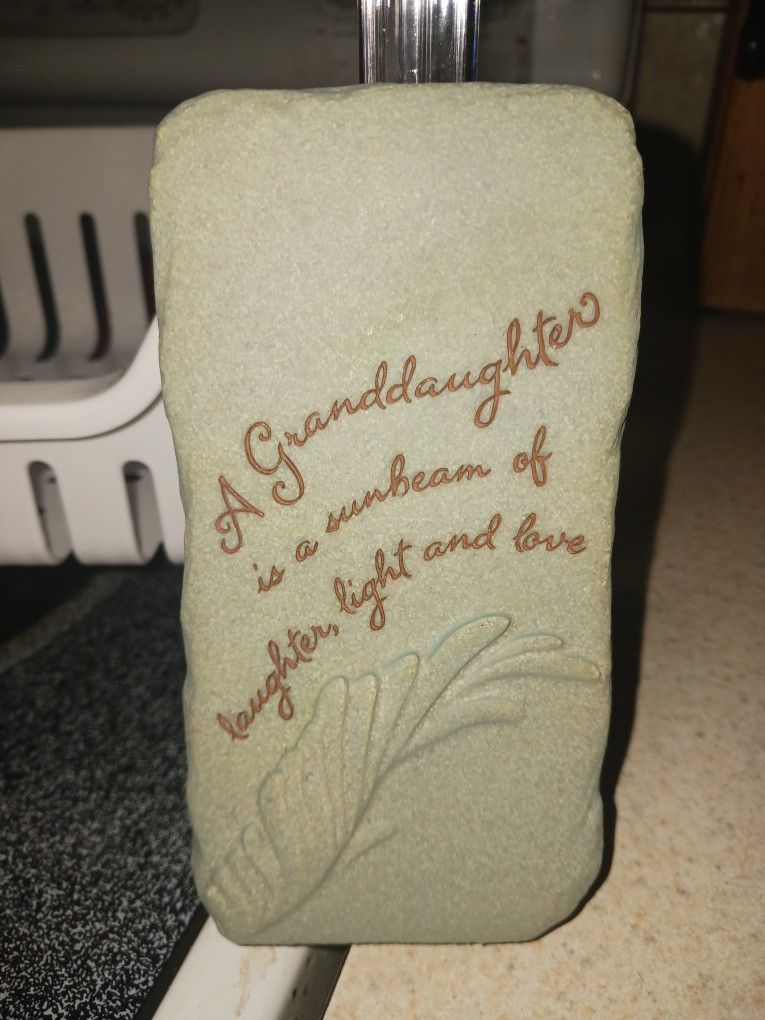 A Granddaughter
is a sunbeam of
laughter, light and love